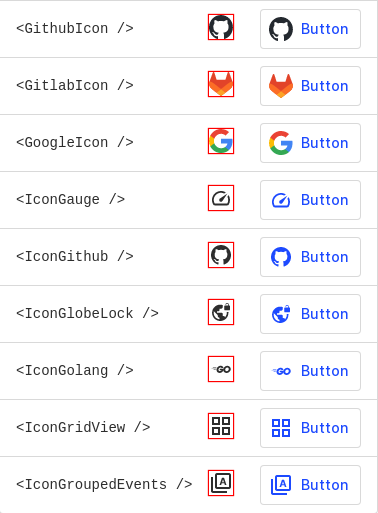 <GithubIcon /> Button
<GitlabIcon /> Button
<GoogleIcon /> Button
<IconGauge /> Button
<IconGithub /> Button
<IconGlobeLock /> Button
<IconGolang /> GO Button
<IconGridView /> Button
<IconGroupedEvents /> A Button